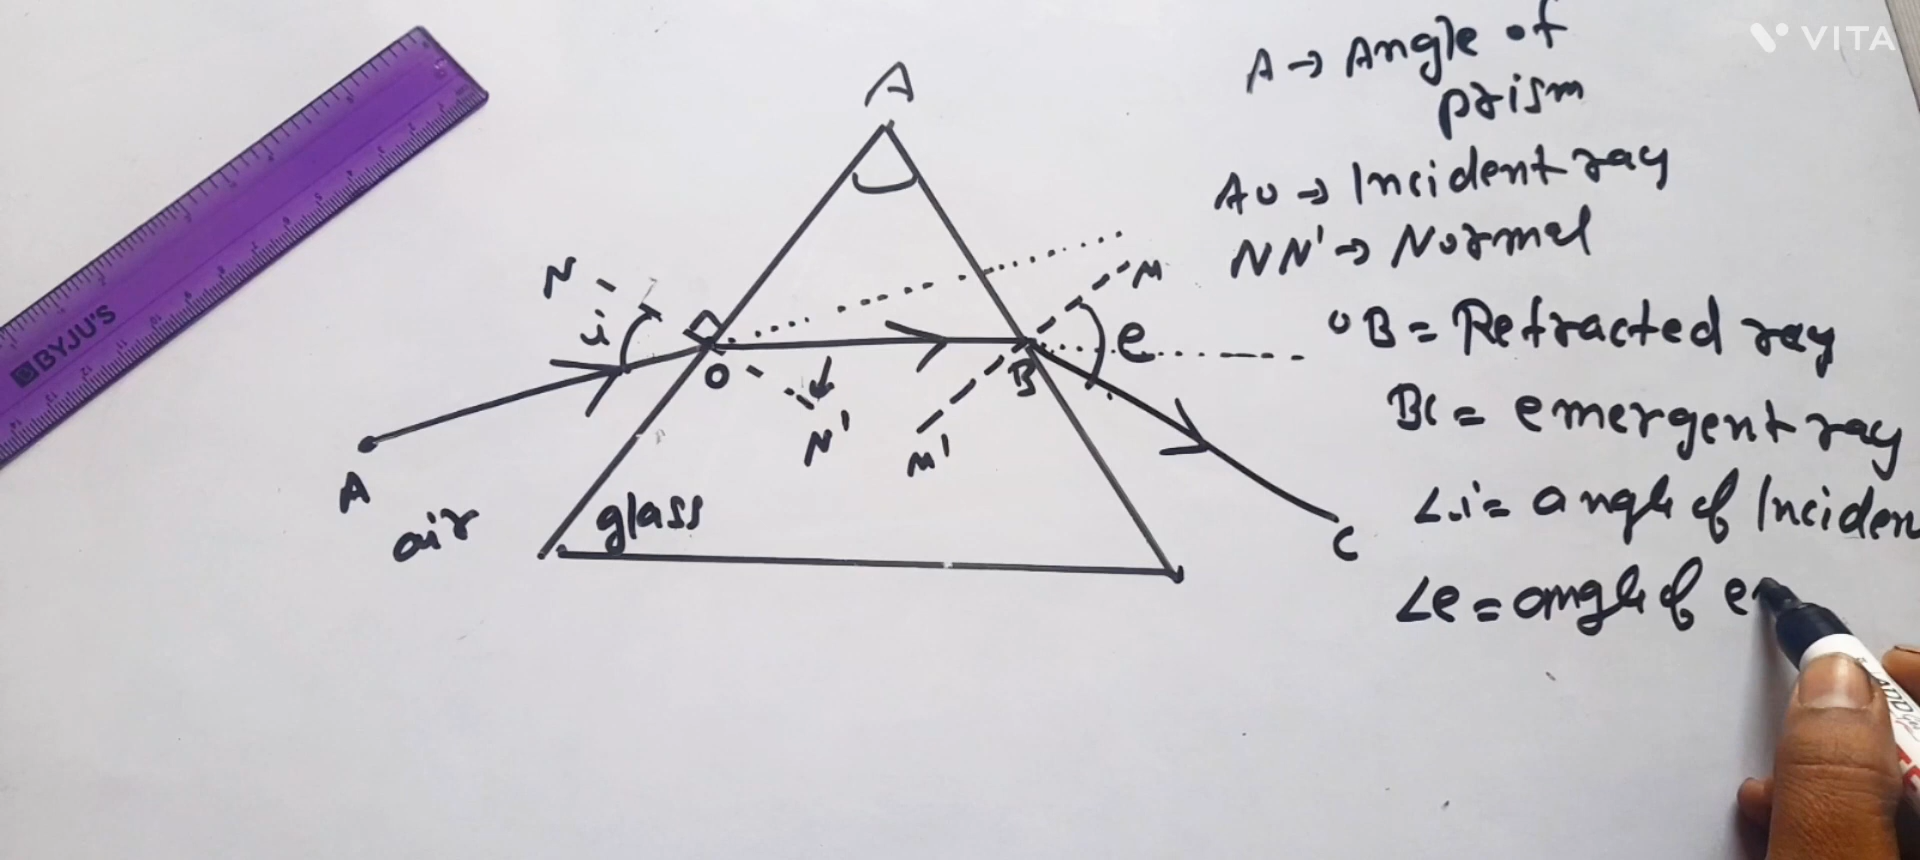 VITA
A → Angle of
prism
AO → Incident ray
NN' → Normal
OB = Refracted ray
BC = emergent ray
∠i = angle of Inciden
∠e = angle of e
BYJU'S
A
N
i
O
N'
M
e
B
M'
A
air
glass
C